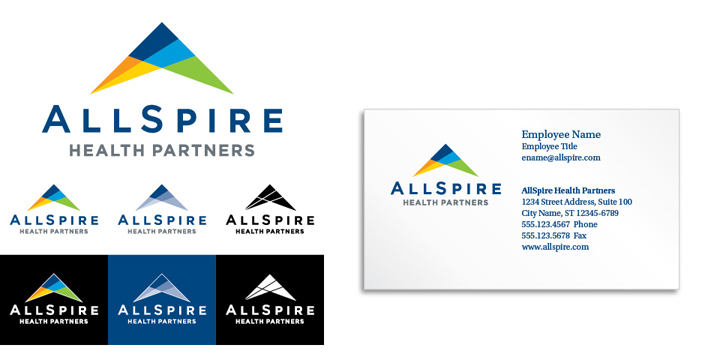 ALLSPIRE
HEALTH PARTNERS
ALLSPIRE
HEALTH PARTNERS
ALLSPIRE
HEALTH PARTNERS
ALLSPIRE
HEALTH PARTNERS
ALLSPIRE
HEALTH PARTNERS
ALLSPIRE
HEALTH PARTNERS
ALLSPIRE
HEALTH PARTNERS
ALLSPIRE
HEALTH PARTNERS
Employee Name
Employee Title
ename@allspire.com
AllSpire Health Partners
1234 Street Address, Suite 100
City Name, ST 12345-6789
555.123.4567 Phone
555.123.5678 Fax
www.allspire.com